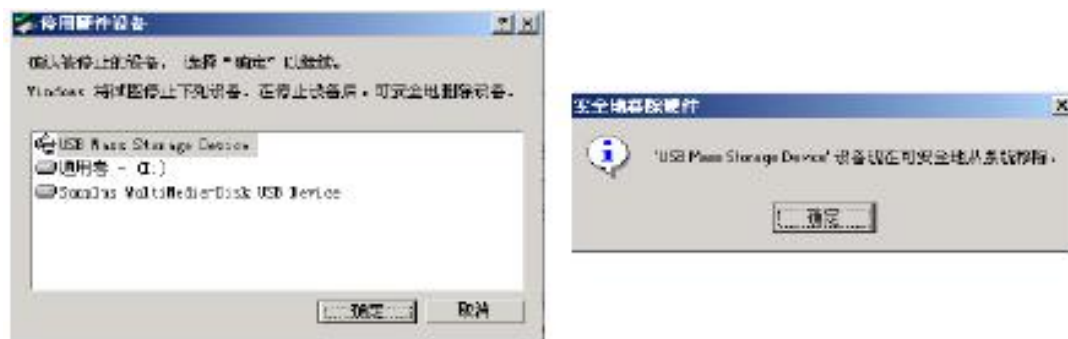 停用硬件设备
确认要停止的设备，选择“确定”以继续。
Windows 将试图停止下列设备。在停止设备后，可安全地删除设备。
USB Mass Storage Device
通用卷 - (I:)
MultiMedierDisk USB Device
确定 取消
安全地删除硬件
'USB Mass Storage Device' 设备现在可安全地从系统移除。
确定